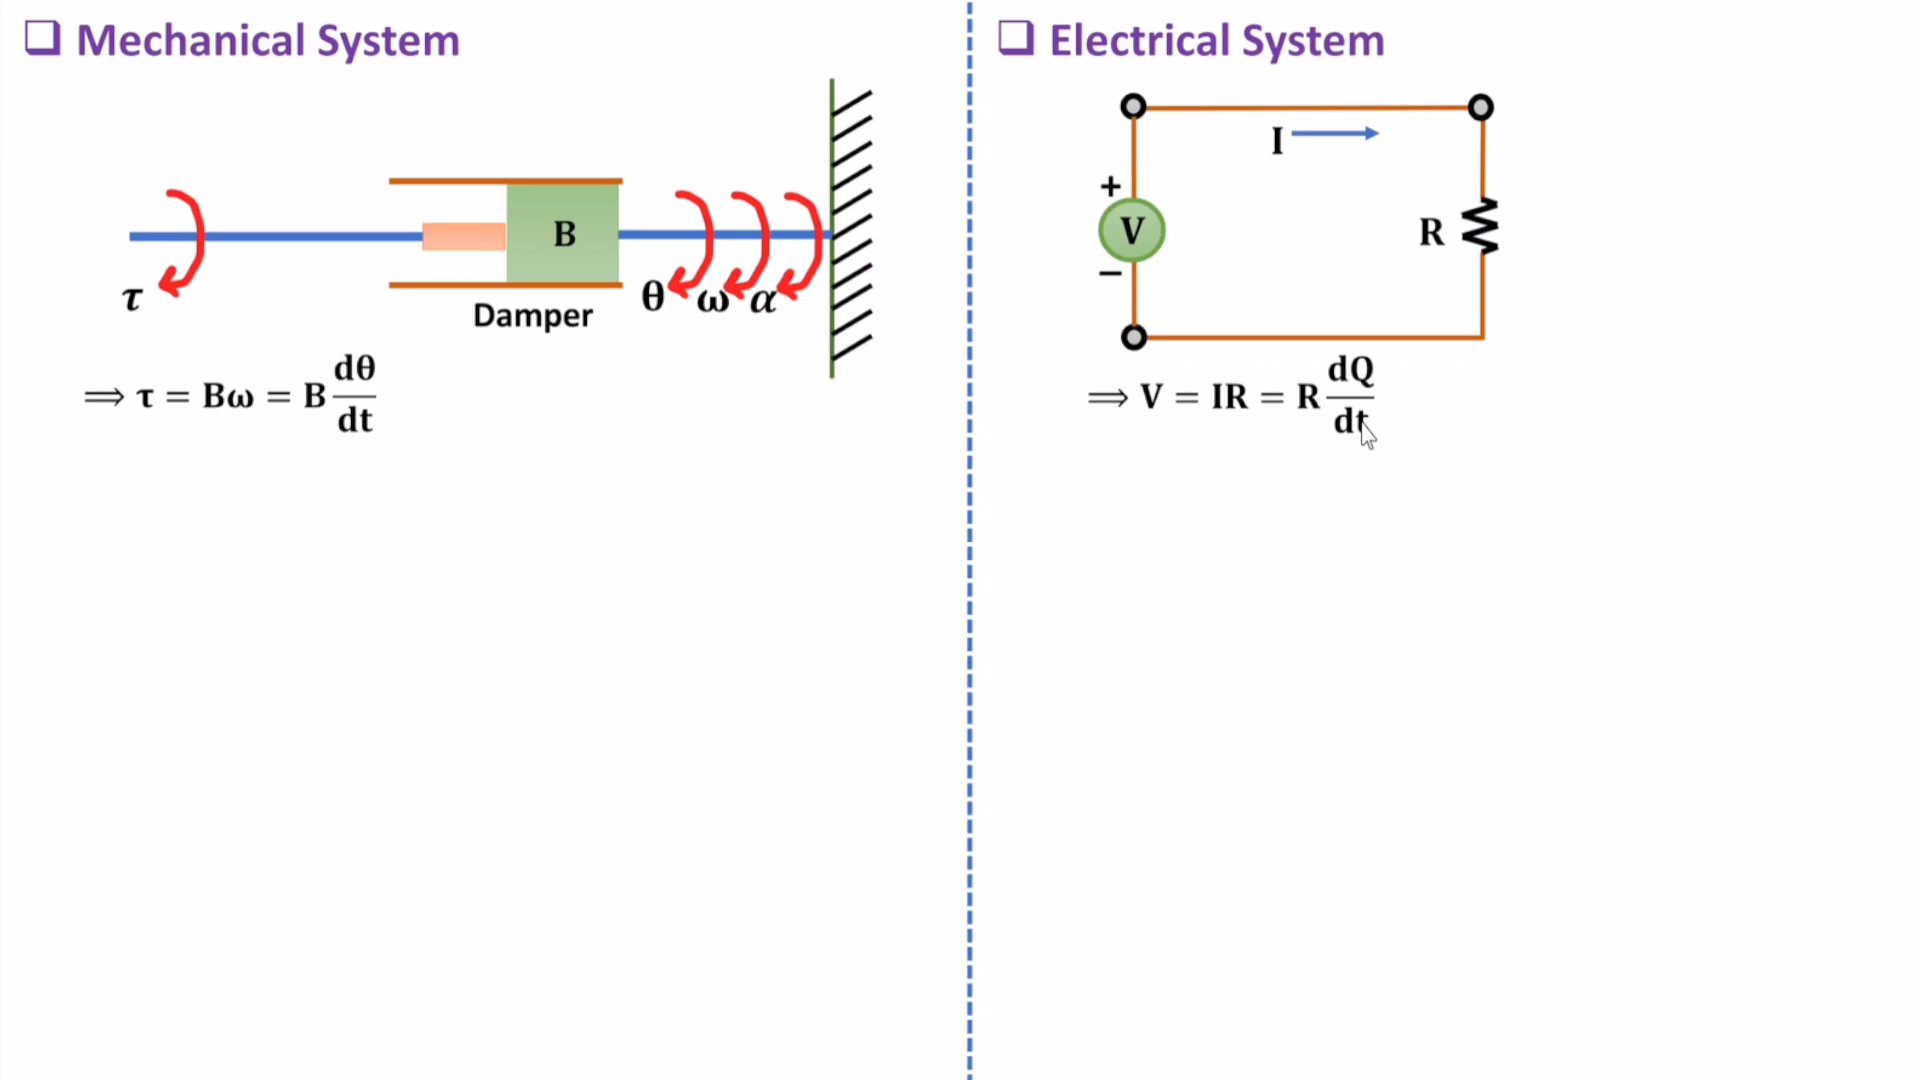 ❑ Mechanical System
τ
B
Damper
θ ω α
⟹ τ = Bω = B dθ/dt
❑ Electrical System
I
+
V
−
R
⟹ V = IR = R dQ/dt